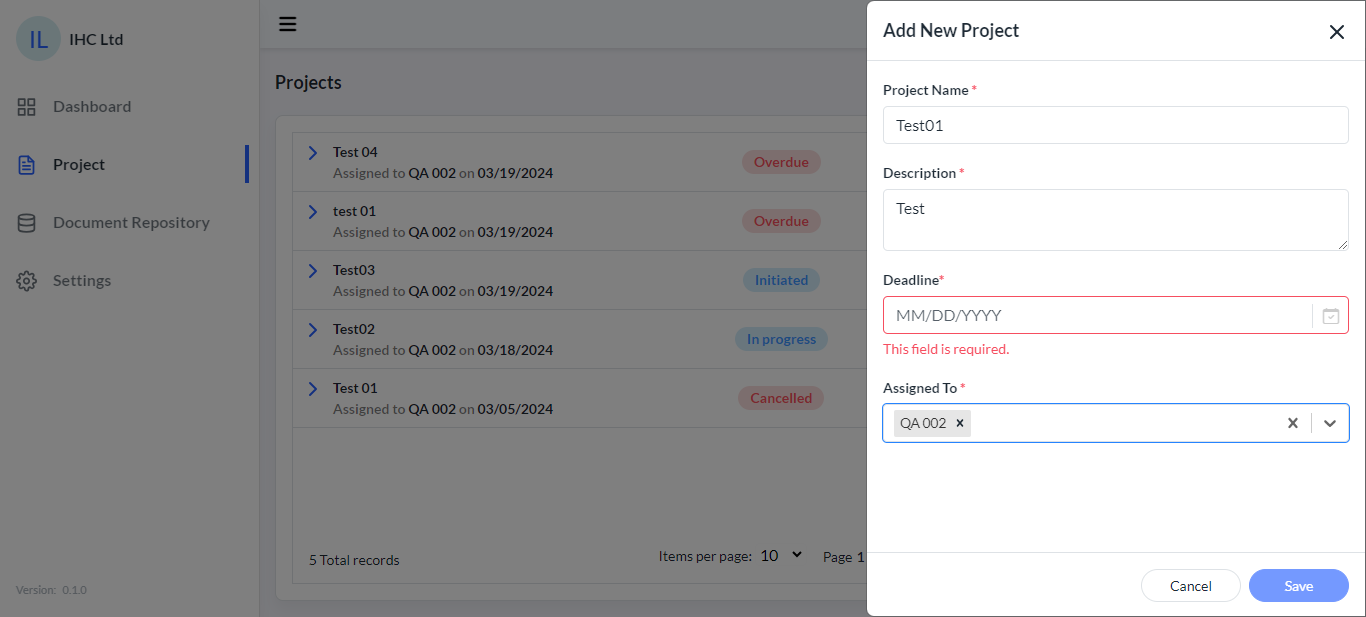 IL IHC Ltd
Dashboard
Project
Document Repository
Settings
Version: 0.1.0
Projects
Test 04
Assigned to QA 002 on 03/19/2024
Overdue
test 01
Assigned to QA 002 on 03/19/2024
Overdue
Test03
Assigned to QA 002 on 03/19/2024
Initiated
Test02
Assigned to QA 002 on 03/18/2024
In progress
Test 01
Assigned to QA 002 on 03/05/2024
Cancelled
5 Total records
Items per page: 10
Page 1
Add New Project
Project Name *
Test01
Description *
Test
Deadline*
MM/DD/YYYY
This field is required.
Assigned To *
QA 002
Cancel
Save